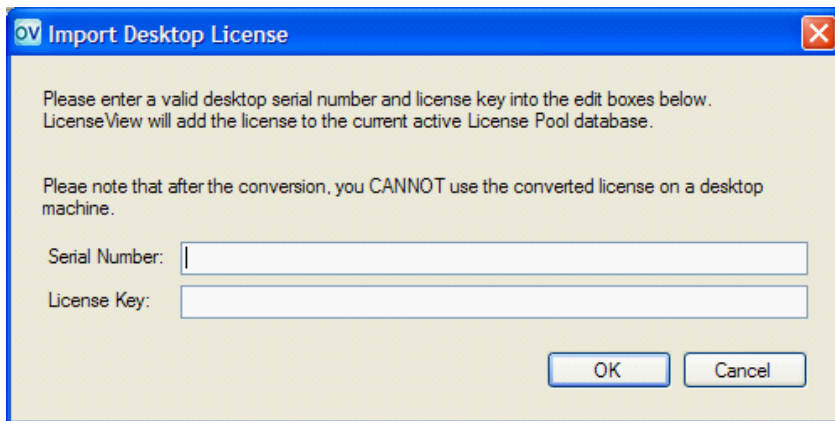 OV Import Desktop License
Please enter a valid desktop serial number and license key into the edit boxes below.
LicenseView will add the license to the current active License Pool database.
Pleae note that after the conversion, you CANNOT use the converted license on a desktop
machine.
Serial Number:
License Key:
OK Cancel